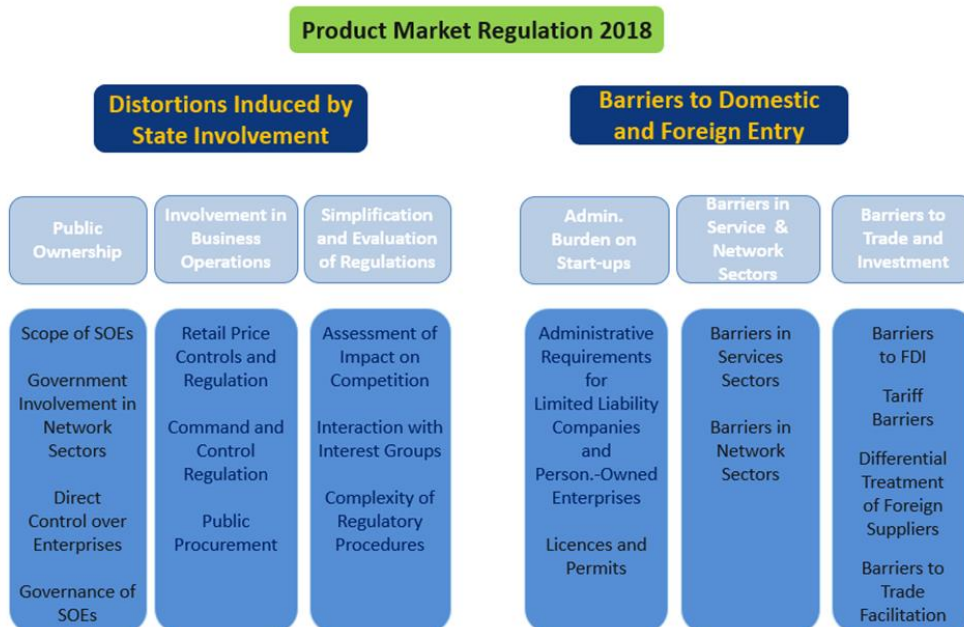 Product Market Regulation 2018
Distortions Induced by
State Involvement
Barriers to Domestic
and Foreign Entry
Public
Ownership
Involvement in
Business
Operations
Simplification
and Evaluation
of Regulations
Admin.
Burden on
Start-ups
Barriers in
Service &
Network
Sectors
Barriers to
Trade and
Investment
Scope of SOEs
Government
Involvement in
Network
Sectors
Direct
Control over
Enterprises
Governance of
SOEs
Retail Price
Controls and
Regulation
Command and
Control
Regulation
Public
Procurement
Assessment of
Impact on
Competition
Interaction with
Interest Groups
Complexity of
Regulatory
Procedures
Administrative
Requirements
for
Limited Liability
Companies
and
Person.-Owned
Enterprises
Licences and
Permits
Barriers in
Services
Sectors
Barriers in
Network
Sectors
Barriers
to FDI
Tariff
Barriers
Differential
Treatment
of Foreign
Suppliers
Barriers to
Trade
Facilitation